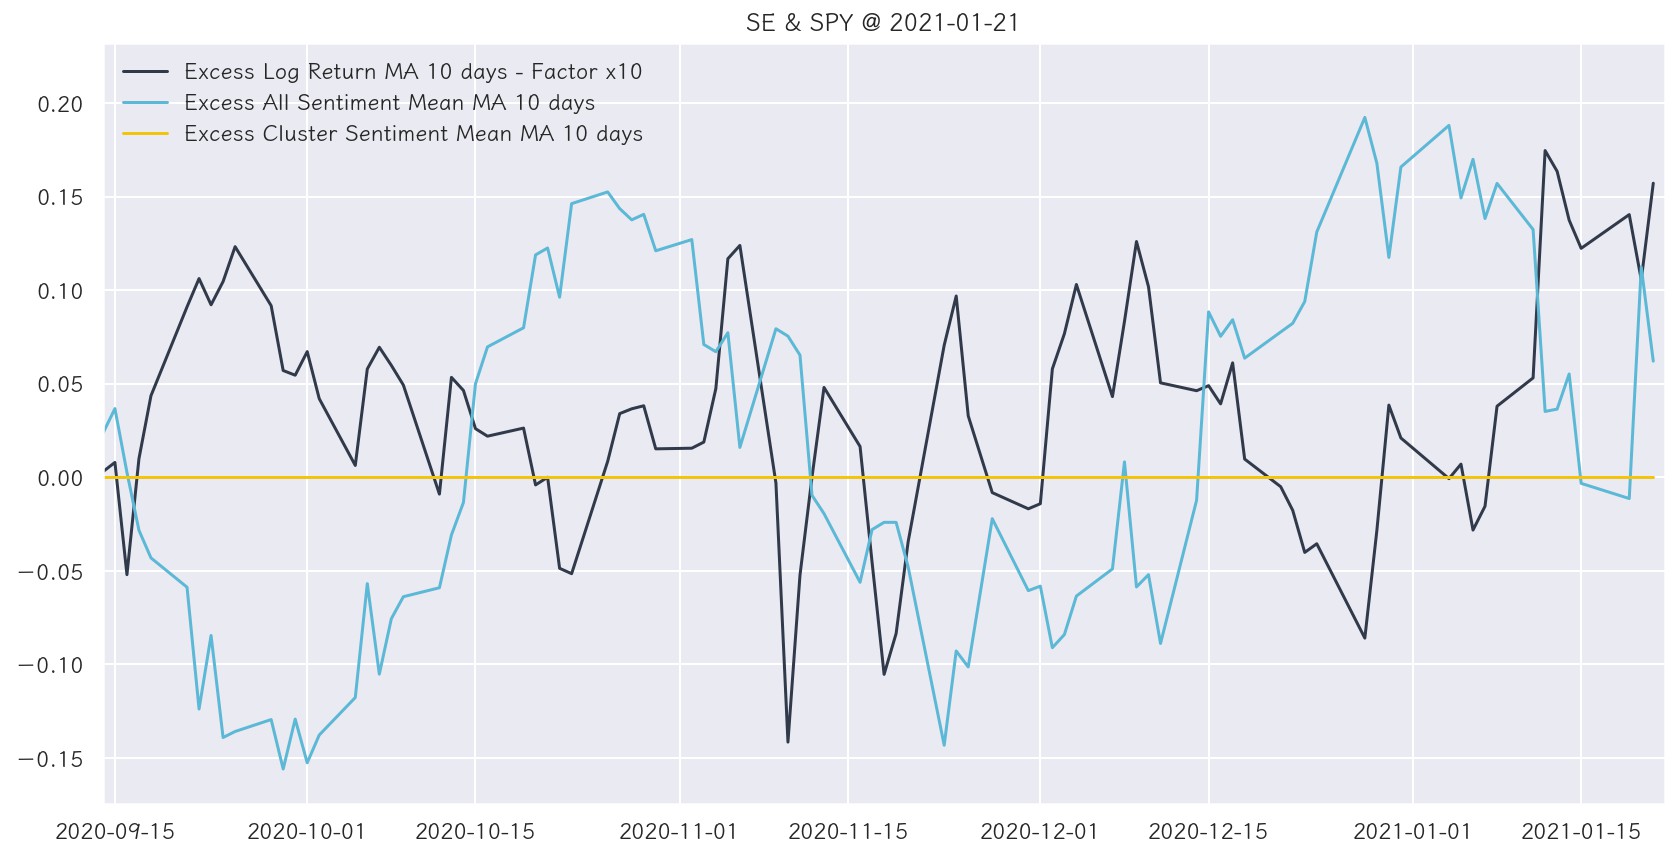 SE & SPY @ 2021-01-21
Excess Log Return MA 10 days - Factor x10
Excess All Sentiment Mean MA 10 days
Excess Cluster Sentiment Mean MA 10 days
0.20
0.15
0.10
0.05
0.00
−0.05
−0.10
−0.15
2020-09-15 2020-10-01 2020-10-15 2020-11-01 2020-11-15 2020-12-01 2020-12-15 2021-01-01 2021-01-15